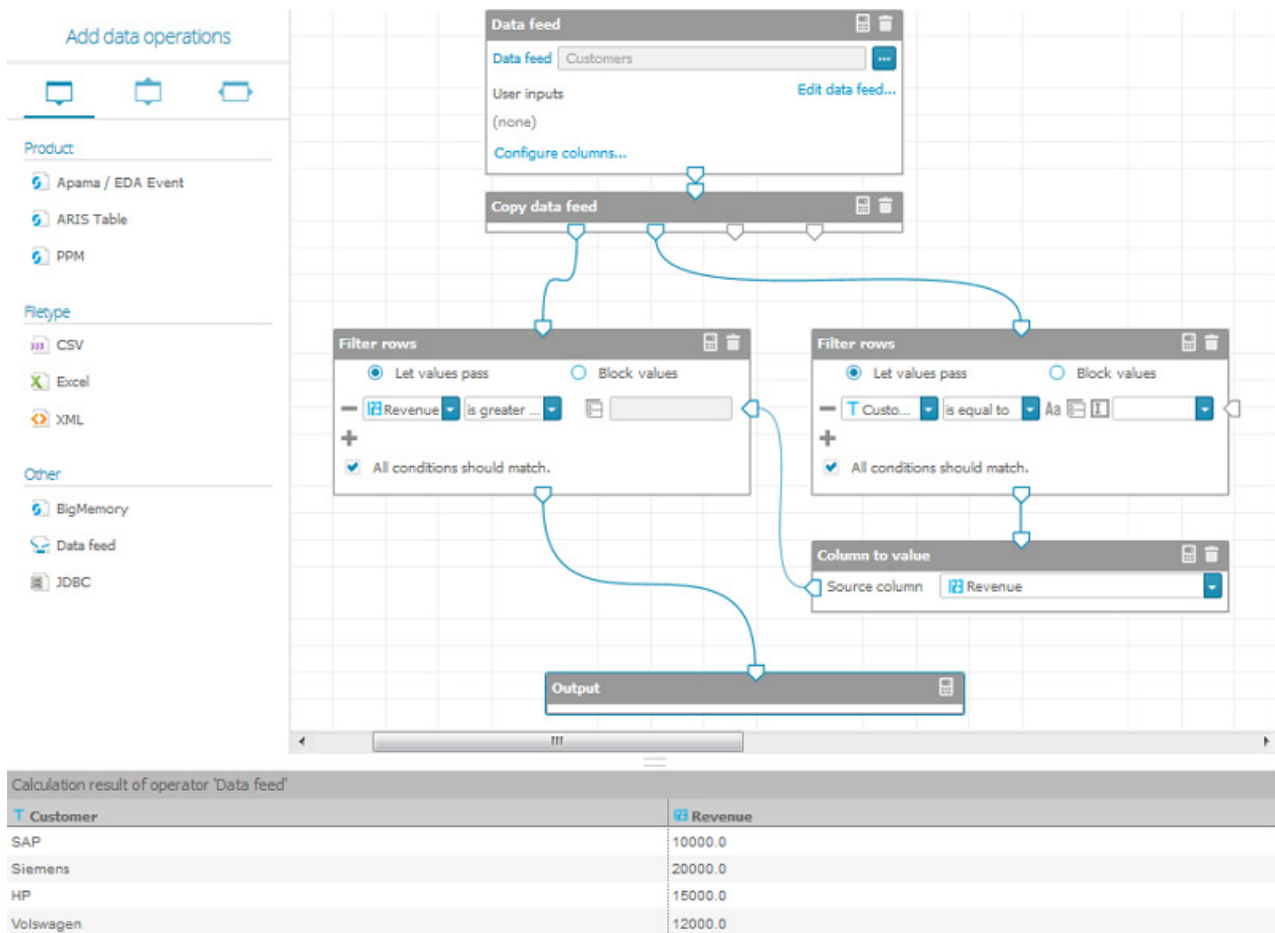 Add data operations
Product
Apama / EDA Event
ARIS Table
PPM
Filetype
CSV
Excel
XML
Other
BigMemory
Data feed
JDBC
Data feed
Data feed Customers ...
User inputs Edit data feed...
(none)
Configure columns...
Copy data feed
Filter rows
Let values pass Block values
Revenue is greater ...
All conditions should match.
Filter rows
Let values pass Block values
T Custo... is equal to Aa
All conditions should match.
Column to value
Source column 123 Revenue
Output
Calculation result of operator 'Data feed'
T Customer 123 Revenue
SAP 10000.0
Siemens 20000.0
HP 15000.0
Volswagen 12000.0